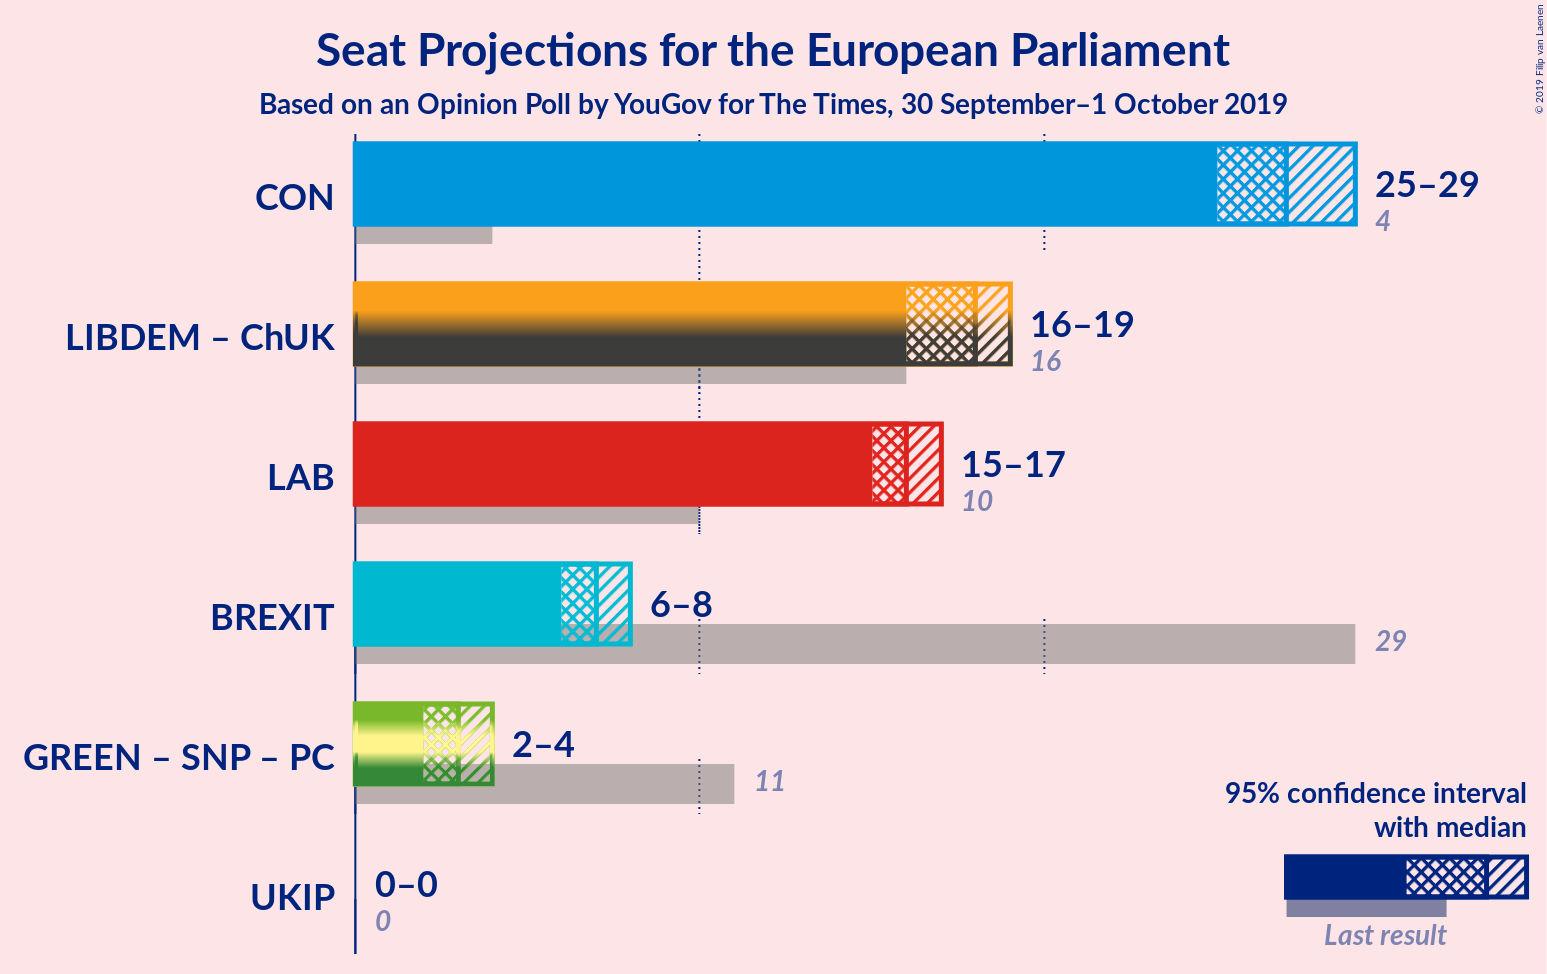 Seat Projections for the European Parliament
Based on an Opinion Poll by YouGov for The Times, 30 September–1 October 2019
© 2019 Filip van Laenen
CON
25–29
4
LIBDEM – ChUK
16–19
16
LAB
15–17
10
BREXIT
6–8
29
GREEN – SNP – PC
2–4
11
UKIP
0–0
0
95% confidence interval
with median
Last result